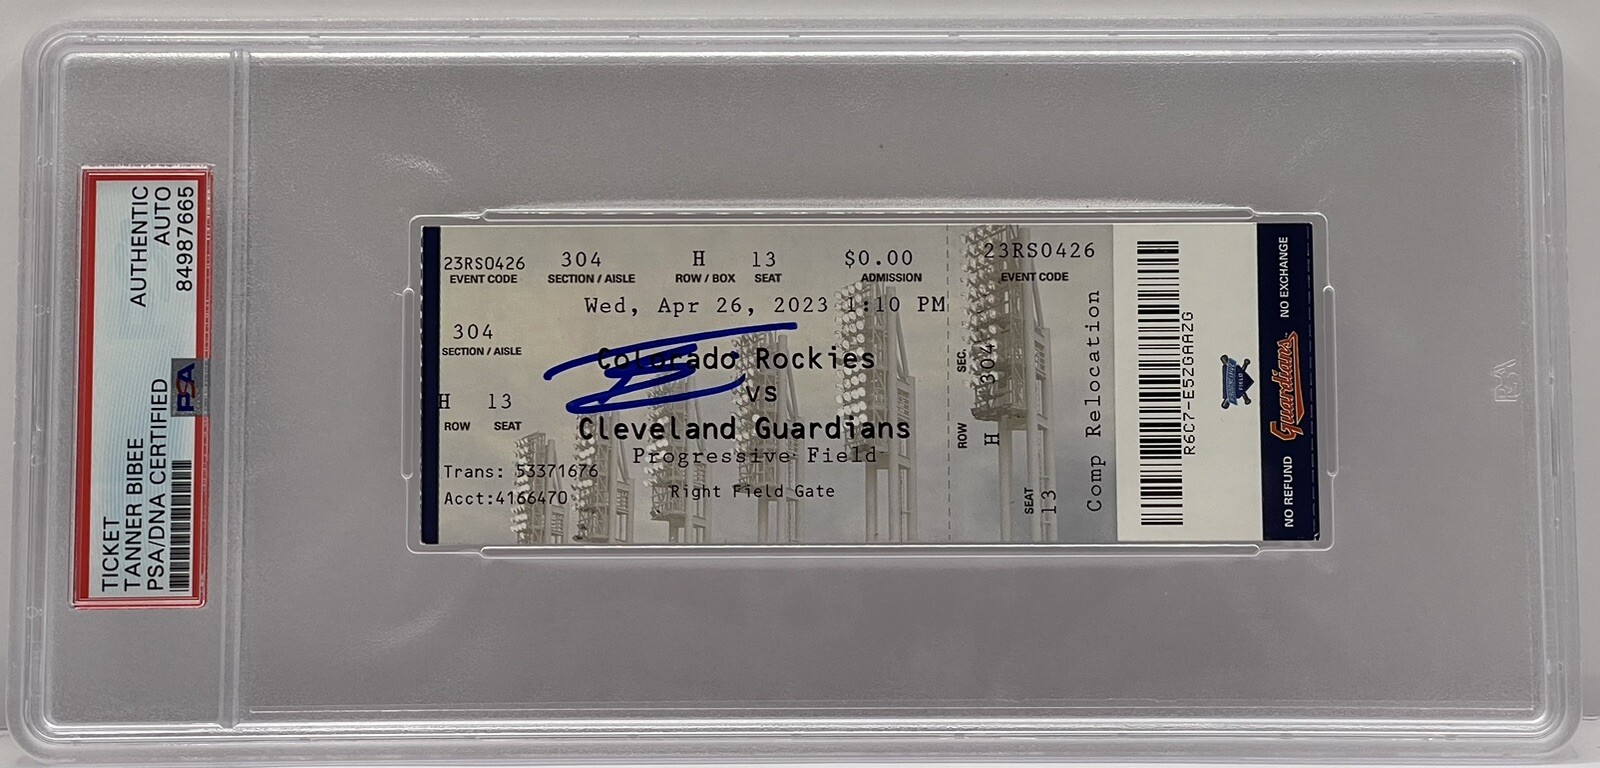 TICKET
TANNER BIBEE
PSA/DNA CERTIFIED
AUTHENTIC
AUTO
84987665
PSA
23RS0426
EVENT CODE
304
SECTION / AISLE
H
ROW / BOX
13
SEAT
$0.00
ADMISSION
Wed, Apr 26, 2023 1:10 PM
304
SECTION / AISLE
Colorado Rockies
vs
Cleveland Guardians
Progressive Field
Right Field Gate
H 13
ROW SEAT
Trans: 53371676
Acct:4166470
23RS0426
EVENT CODE
SEC. 304
ROW H
SEAT 13
Comp Relocation
R6C7-E5ZGAAZG
FIELD
Guardians
NO REFUND
NO EXCHANGE
PSA